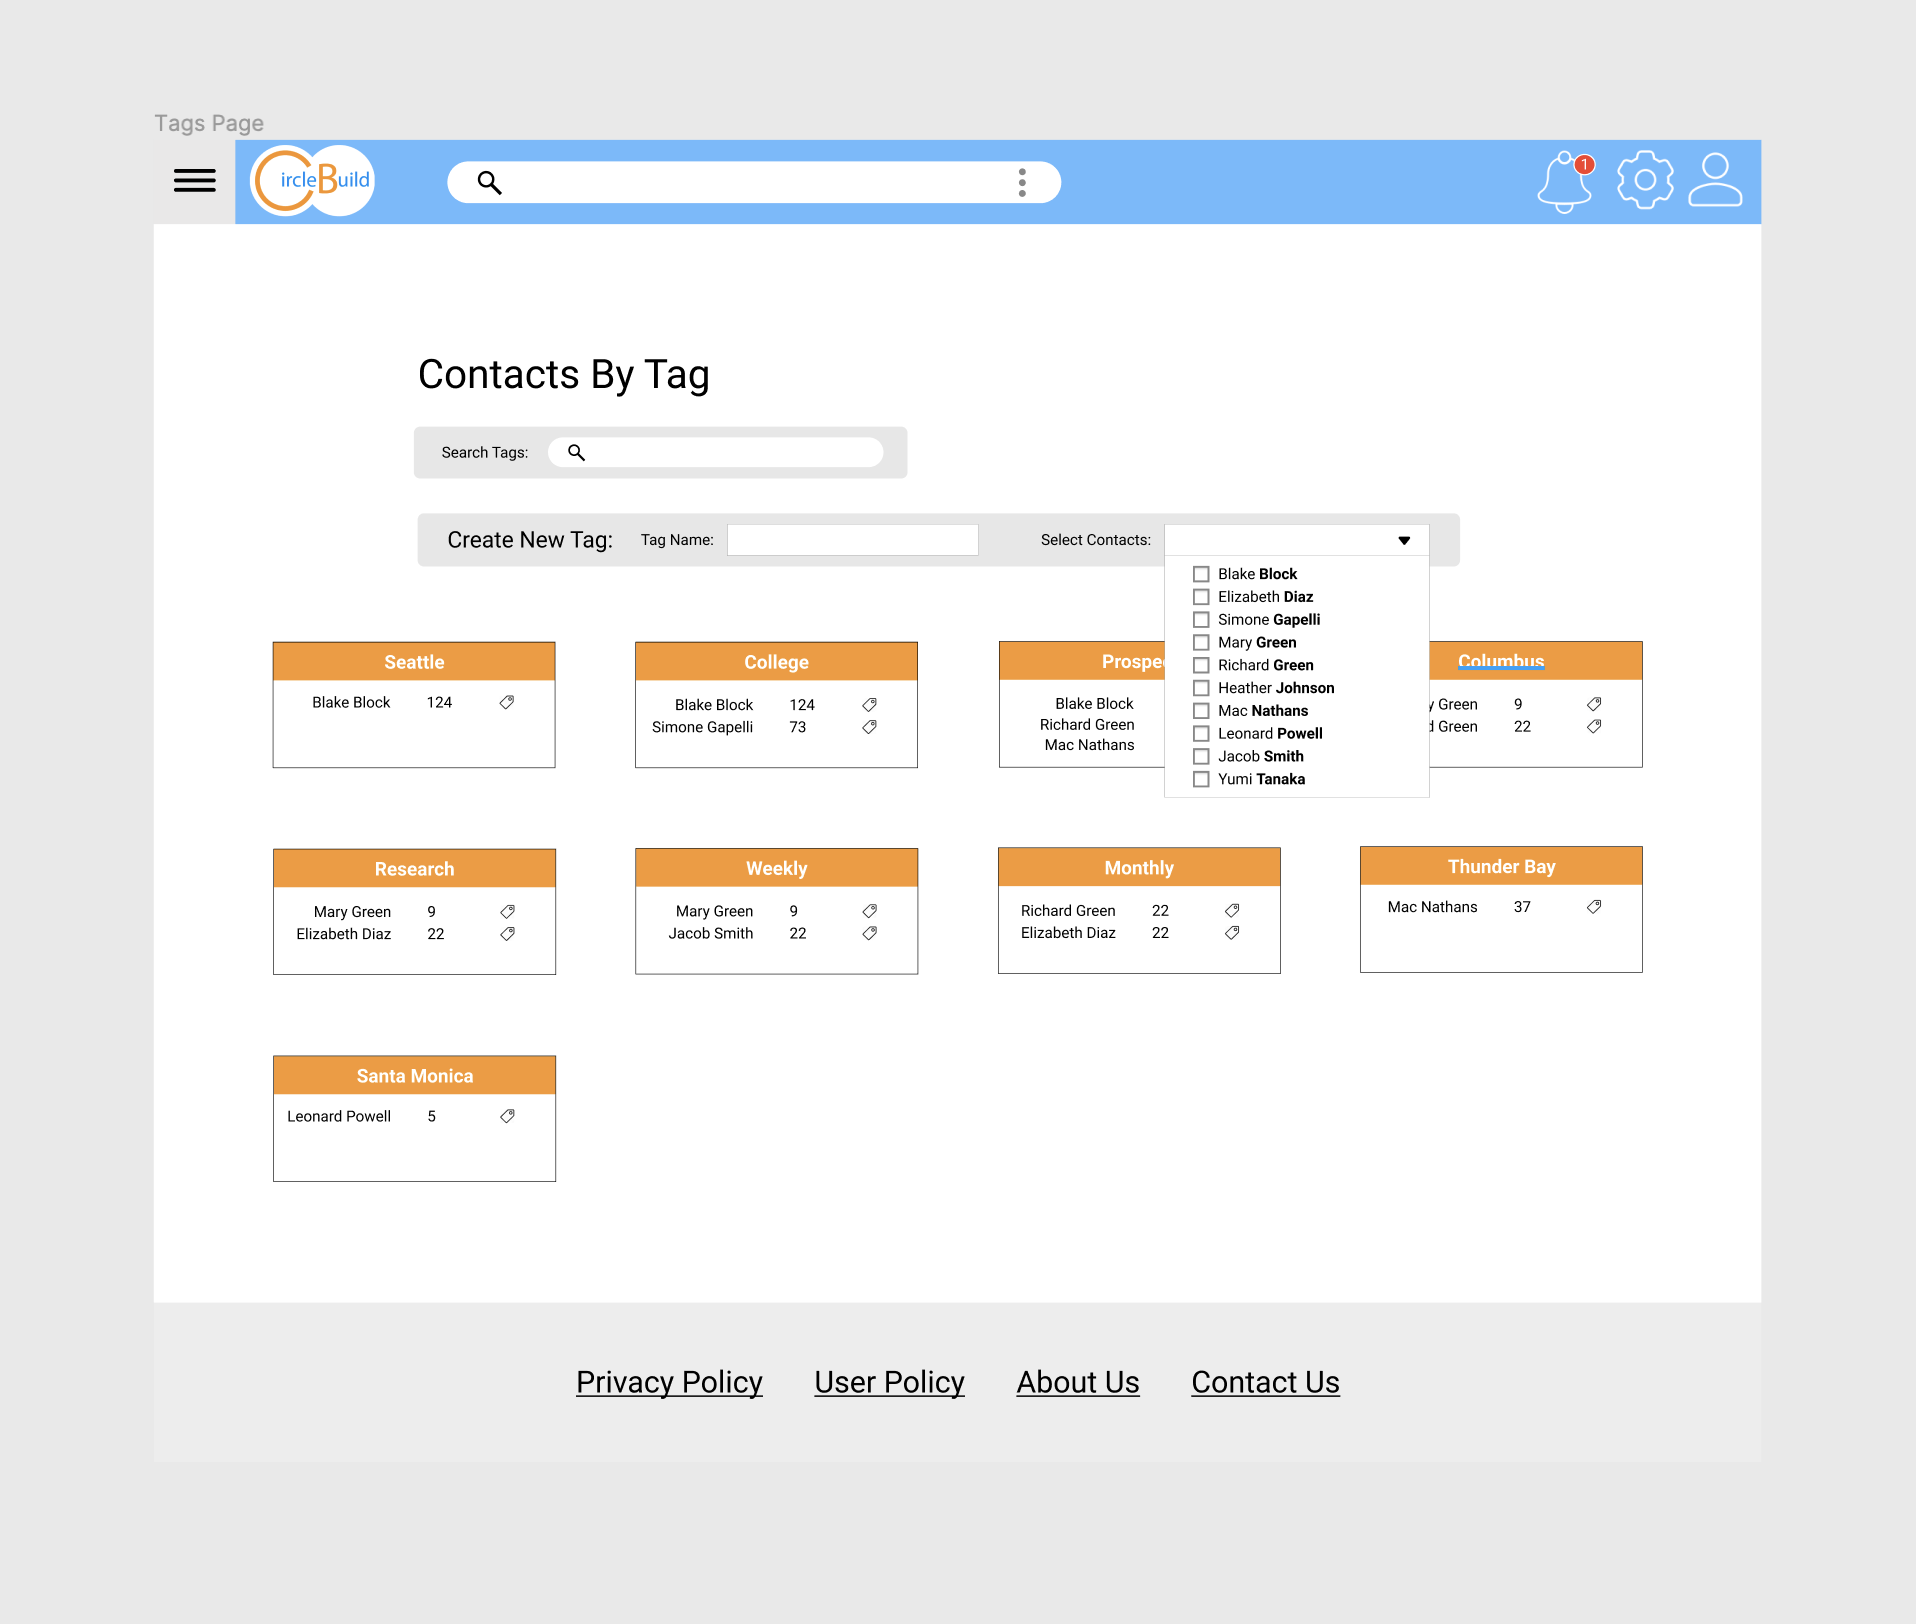 Tags Page
CircleBuild
1
Contacts By Tag
Search Tags:
Create New Tag: Tag Name: Select Contacts:
Blake Block
Elizabeth Diaz
Simone Gapelli
Mary Green
Richard Green
Heather Johnson
Mac Nathans
Leonard Powell
Jacob Smith
Yumi Tanaka
Seattle
Blake Block 124
College
Blake Block 124
Simone Gapelli 73
Blake Block
Richard Green
Mac Nathans
Columbus
Green 9
Green 22
Research
Mary Green 9
Elizabeth Diaz 22
Weekly
Mary Green 9
Jacob Smith 22
Monthly
Richard Green 22
Elizabeth Diaz 22
Thunder Bay
Mac Nathans 37
Santa Monica
Leonard Powell 5
Privacy Policy User Policy About Us Contact Us